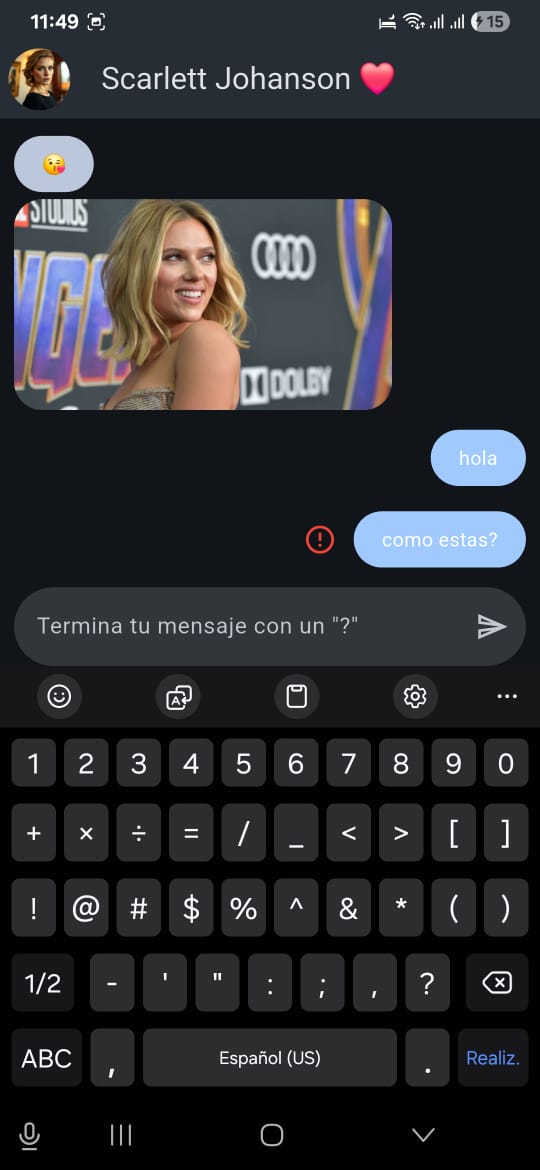 11:49
15
Scarlett Johanson ❤️
😘
STUDIOS
NGE
DOLBY
hola
como estas?
Termina tu mensaje con un "?"
1 2 3 4 5 6 7 8 9 0
+ × ÷ = / _ < > [ ]
! @ # $ % ^ & * ( )
1/2 - ' " : ; , ?
ABC , Español (US) . Realiz.